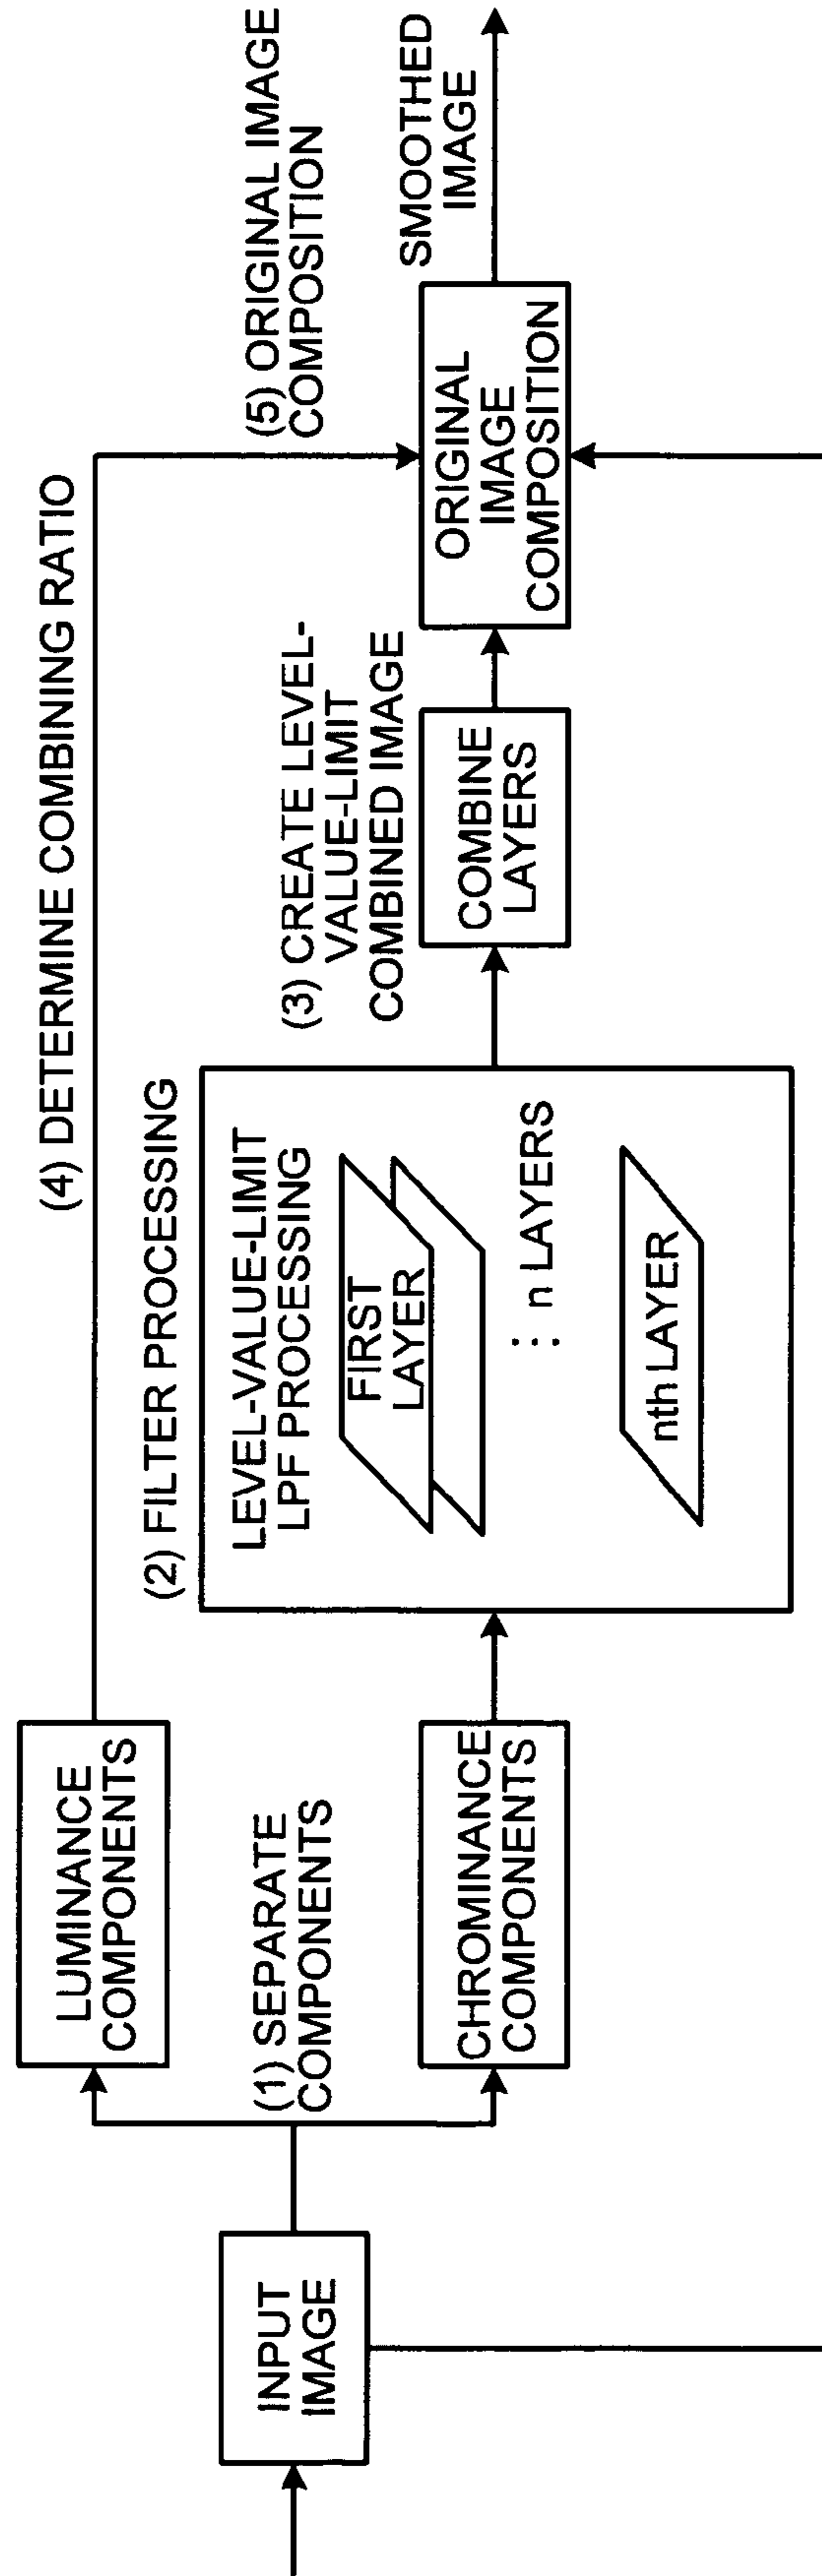 INPUT
IMAGE
(1) SEPARATE
COMPONENTS
LUMINANCE
COMPONENTS
CHROMINANCE
COMPONENTS
(2) FILTER PROCESSING
LEVEL-VALUE-LIMIT
LPF PROCESSING
FIRST
LAYER
⋮ n LAYERS
nth LAYER
(3) CREATE LEVEL-
VALUE-LIMIT
COMBINED IMAGE
COMBINE
LAYERS
(4) DETERMINE COMBINING RATIO
(5) ORIGINAL IMAGE
COMPOSITION
ORIGINAL
IMAGE
COMPOSITION
SMOOTHED
IMAGE